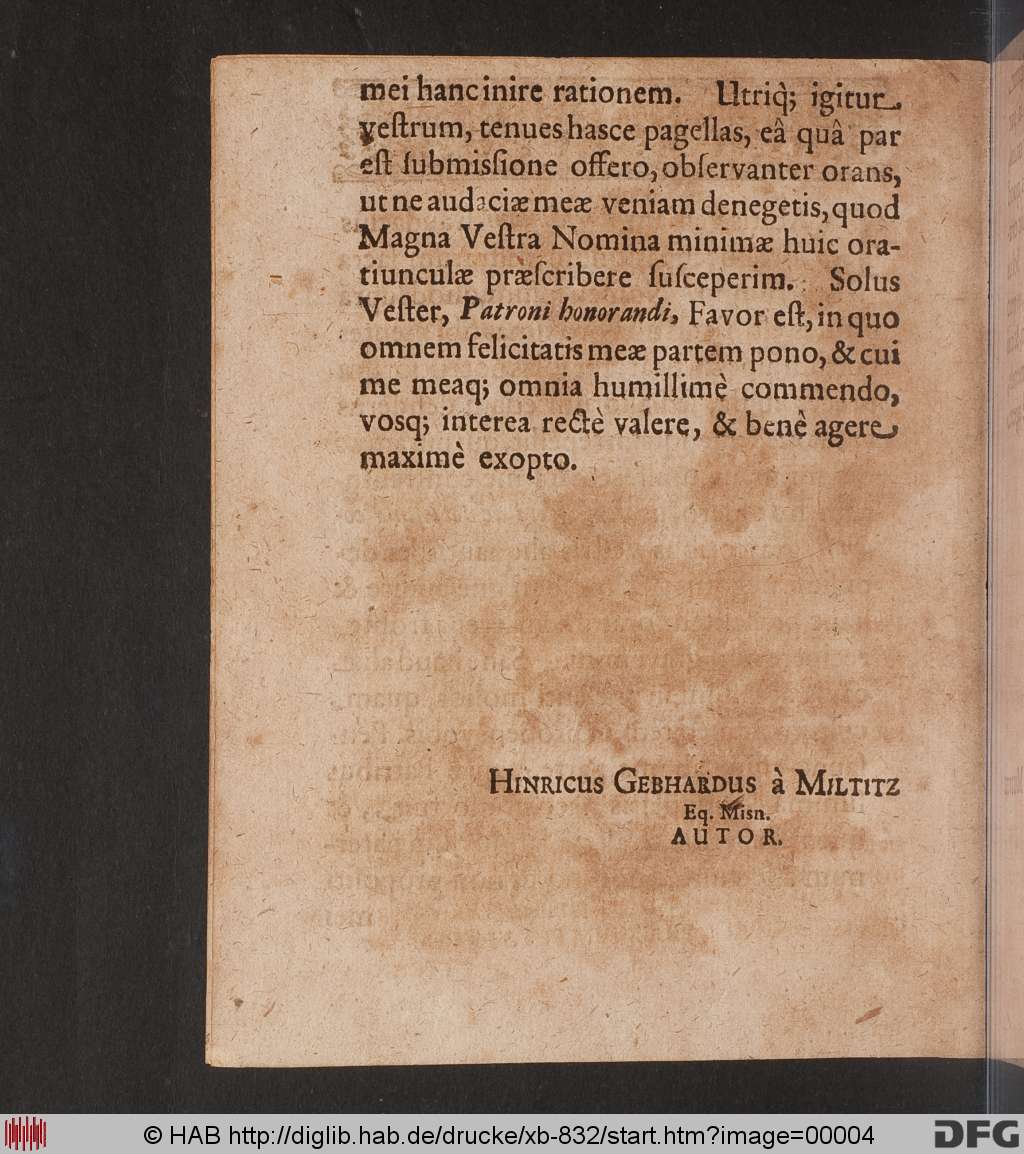 mei hanc inire rationem. Utriq́; igitur
veſtrum, tenues hasce pagellas, eâ quâ par
eſt ſubmisſione offero, obſervanter orans,
ut ne audaciæ meæ veniam denegetis, quod
Magna Veſtra Nomina minimæ huic ora-
tiunculæ præſcribere ſuſceperim. Solus
Veſter, Patroni honorandi, Favor eſt, in quo
omnem felicitatis meæ partem pono, & cui
me meaq; omnia humillimè commendo,
vosq; interea rectè valere, & benè agere
maximè exopto.
HINRICUS GEBHARDUS à MILTITZ
Eq. Misn.
AUTOR.
© HAB http://diglib.hab.de/drucke/xb-832/start.htm?image=00004
DFG